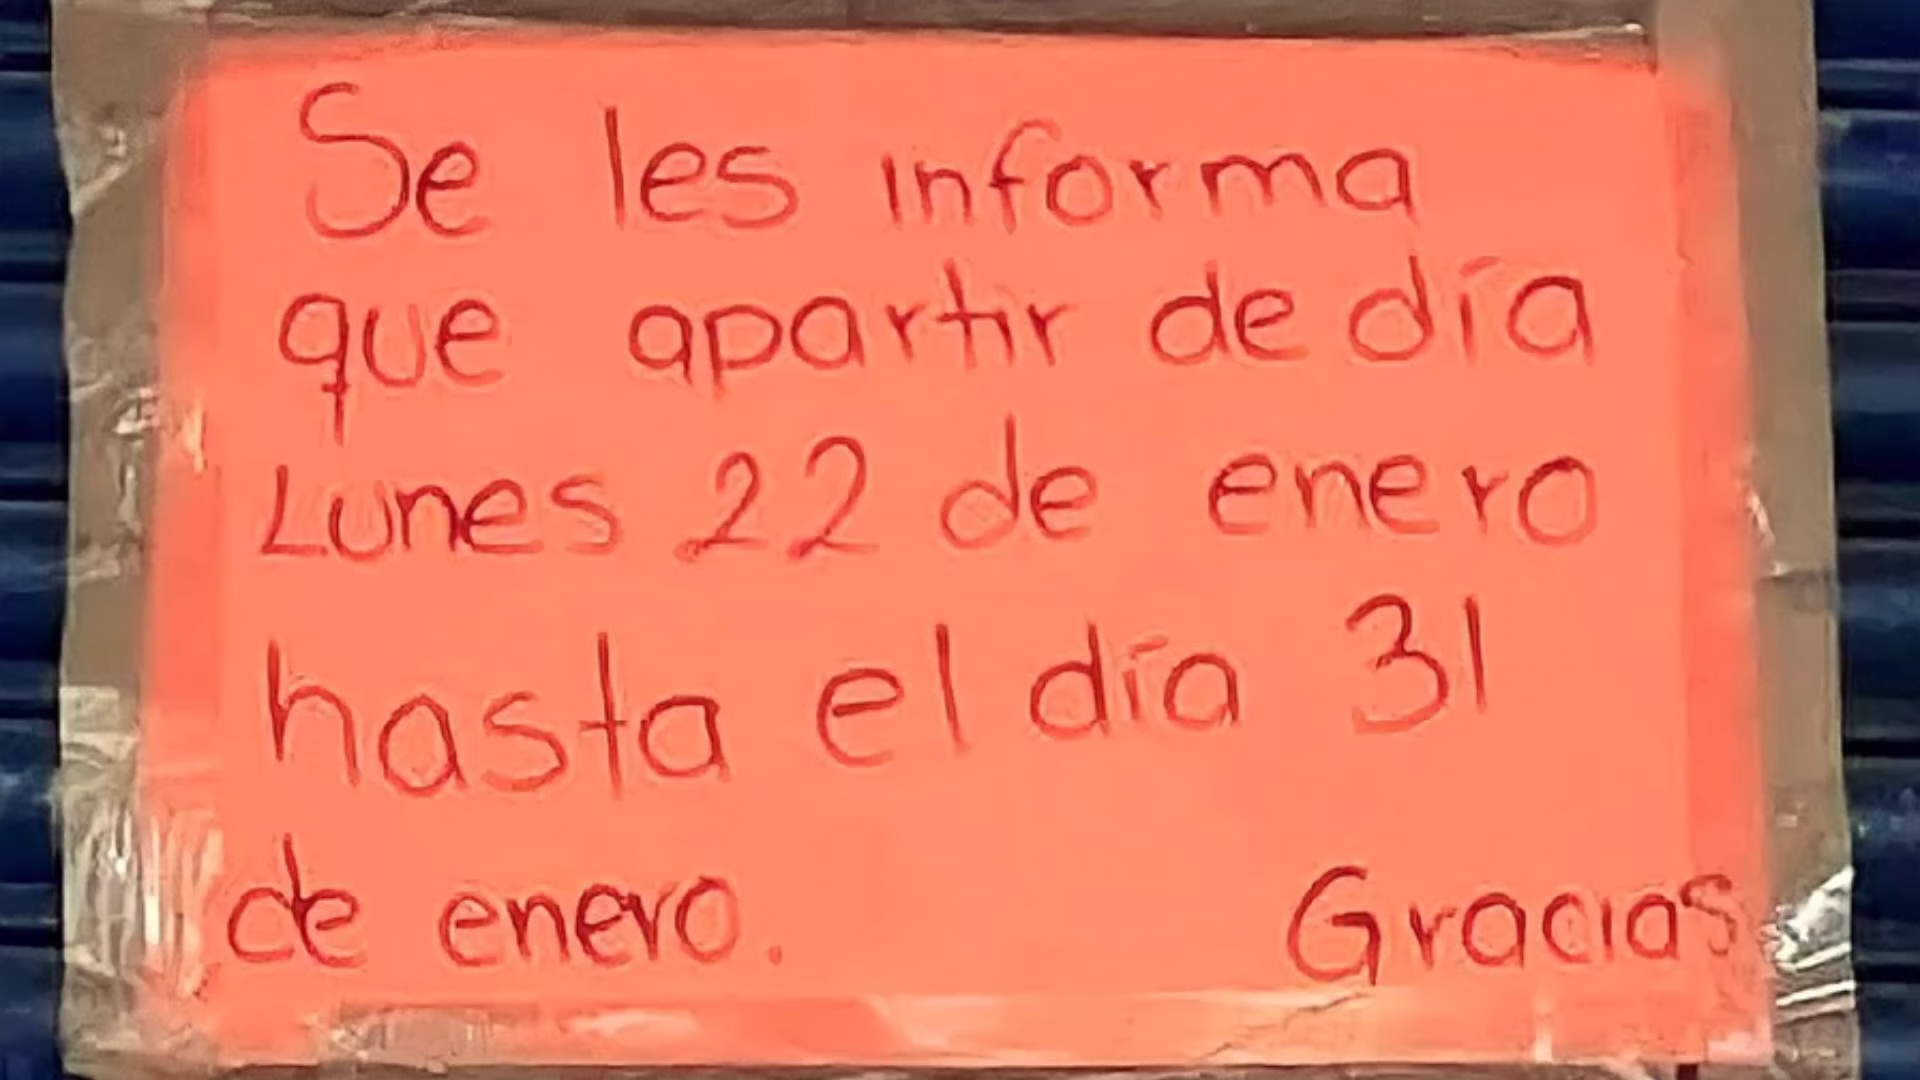 Se les informa
que apartir de día
Lunes 22 de enero
hasta el día 31
de enero. Gracias